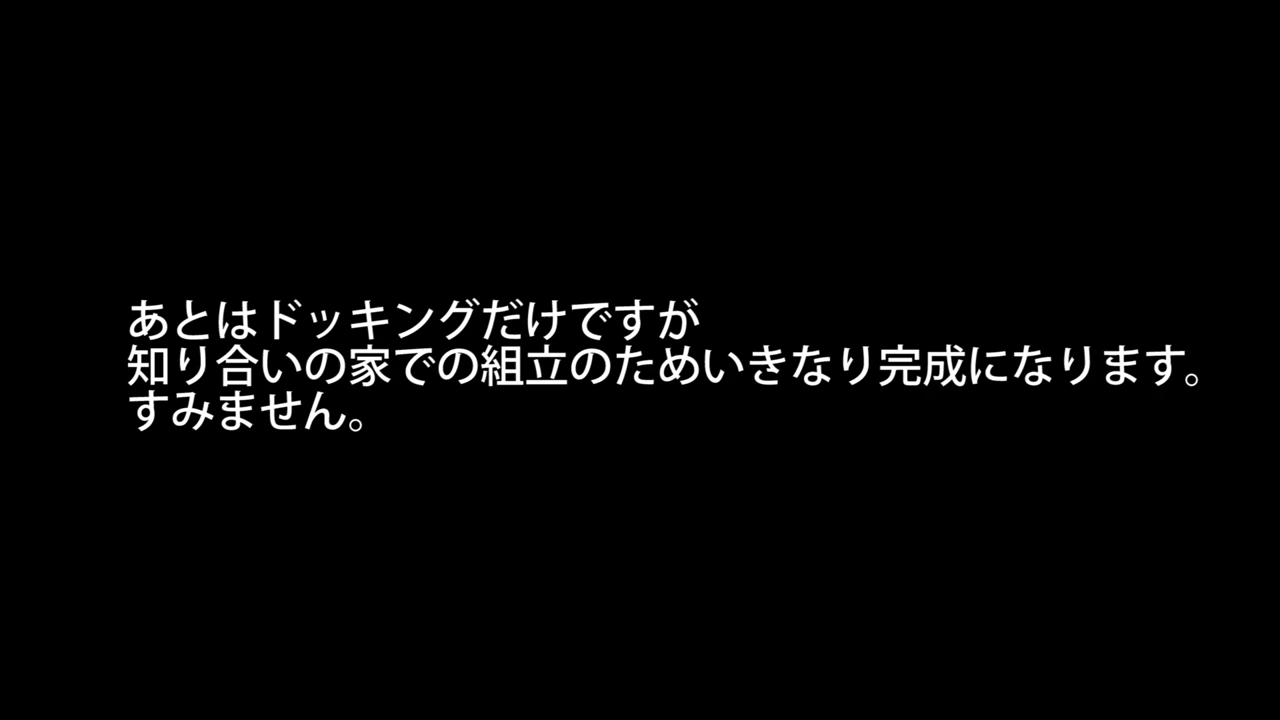 あとはドッキングだけですが
知り合いの家での組立のためいきなり完成になります。
すみません。